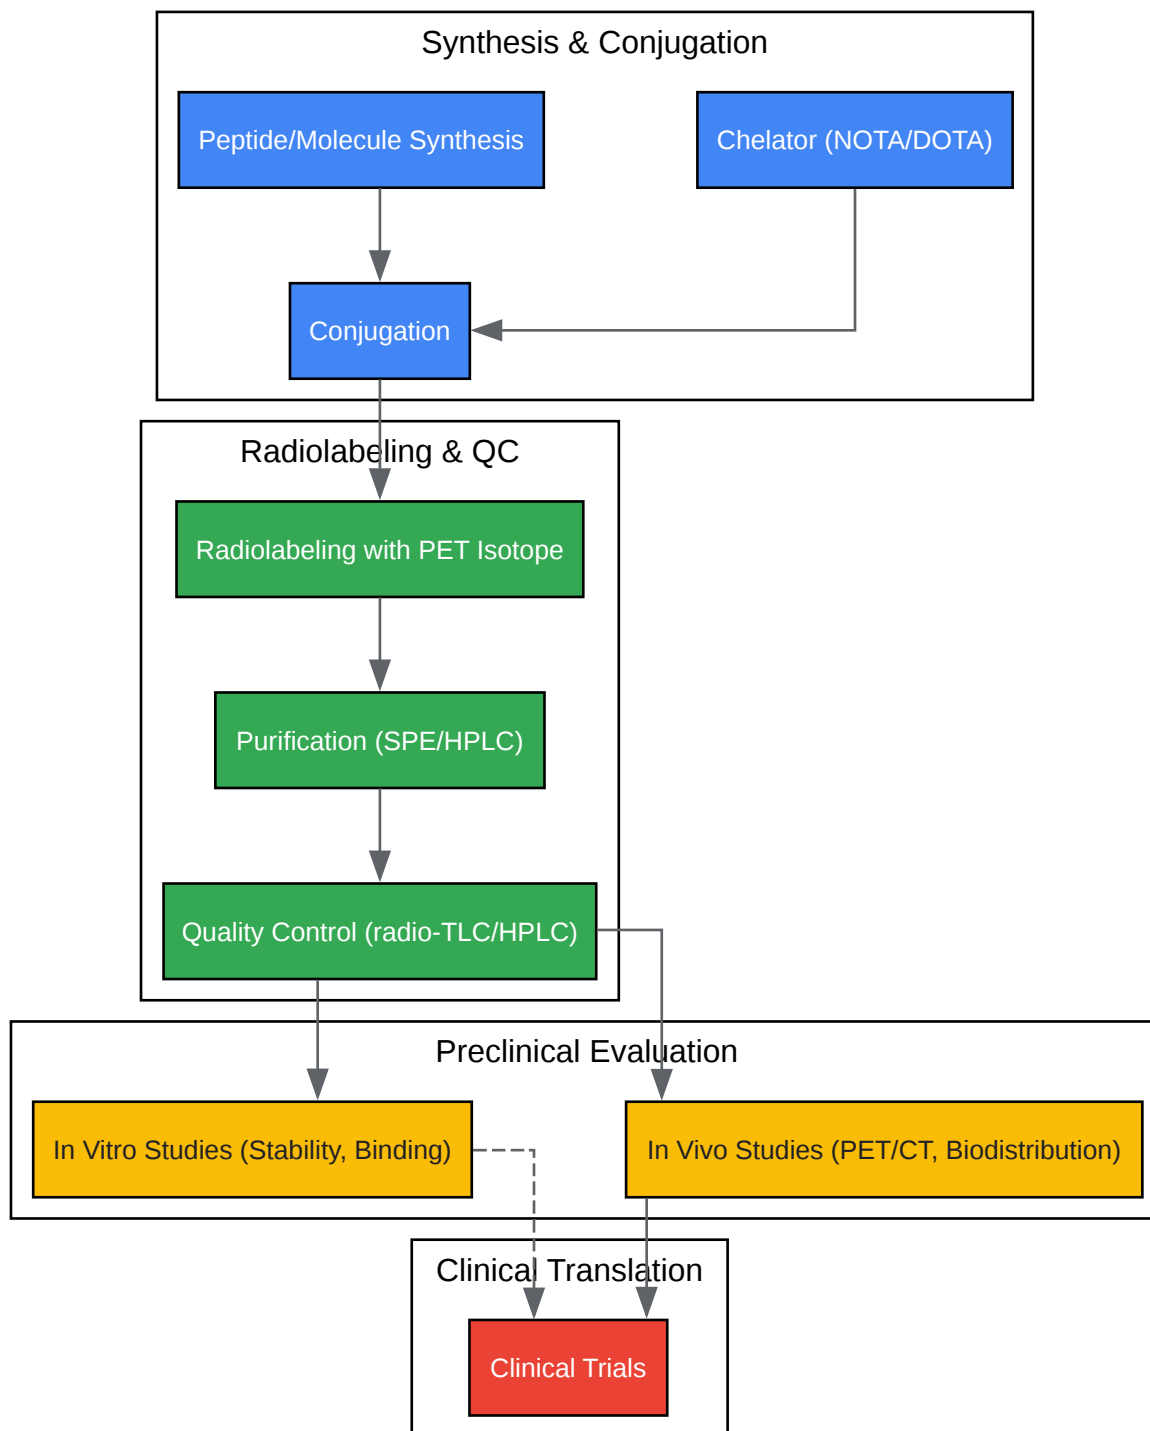 Synthesis & Conjugation
Peptide/Molecule Synthesis
Chelator (NOTA/DOTA)
Conjugation
Radiolabeling & QC
Radiolabeling with PET Isotope
Purification (SPE/HPLC)
Quality Control (radio-TLC/HPLC)
Preclinical Evaluation
In Vitro Studies (Stability, Binding)
In Vivo Studies (PET/CT, Biodistribution)
Clinical Translation
Clinical Trials